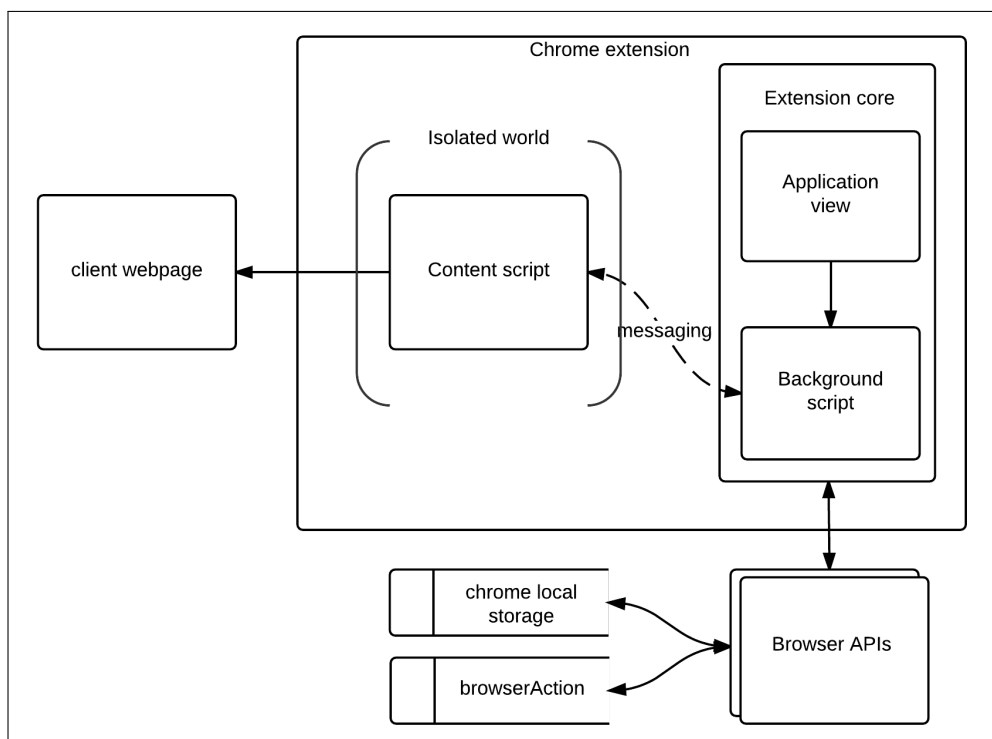 Chrome extension
Extension core
Isolated world
Application
view
client webpage
Content script
messaging
Background
script
chrome local
storage
Browser APIs
browserAction